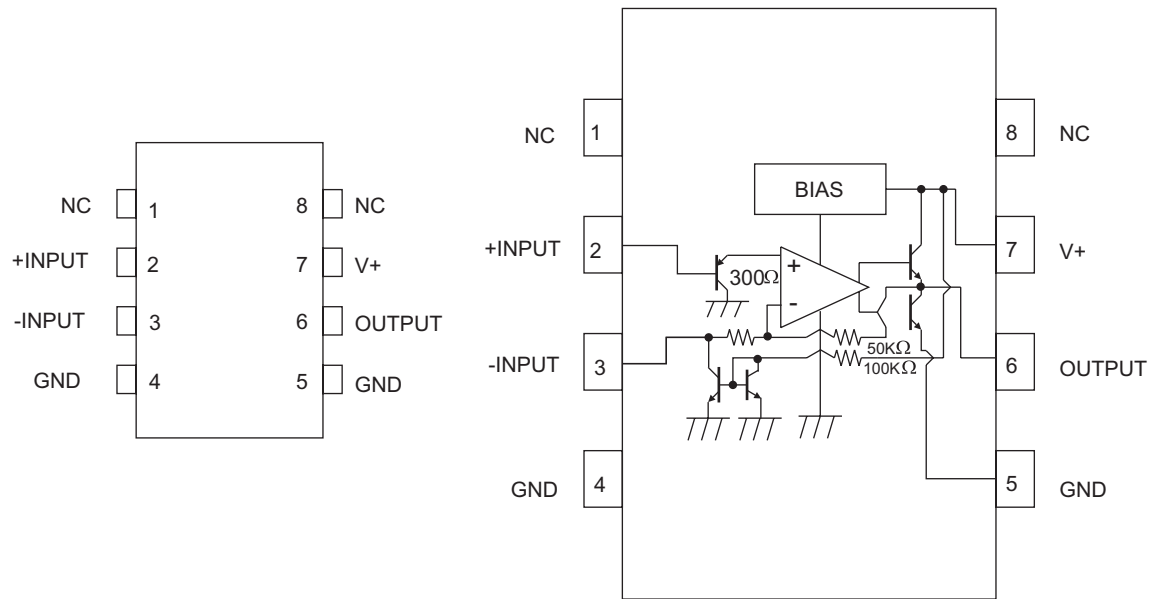 NC
1
8
NC
+INPUT
2
7
V+
-INPUT
3
6
OUTPUT
GND
4
5
GND
NC
1
8
NC
BIAS
+INPUT
2
7
V+
300Ω
+
-
-INPUT
3
50KΩ
100KΩ
6
OUTPUT
GND
4
5
GND